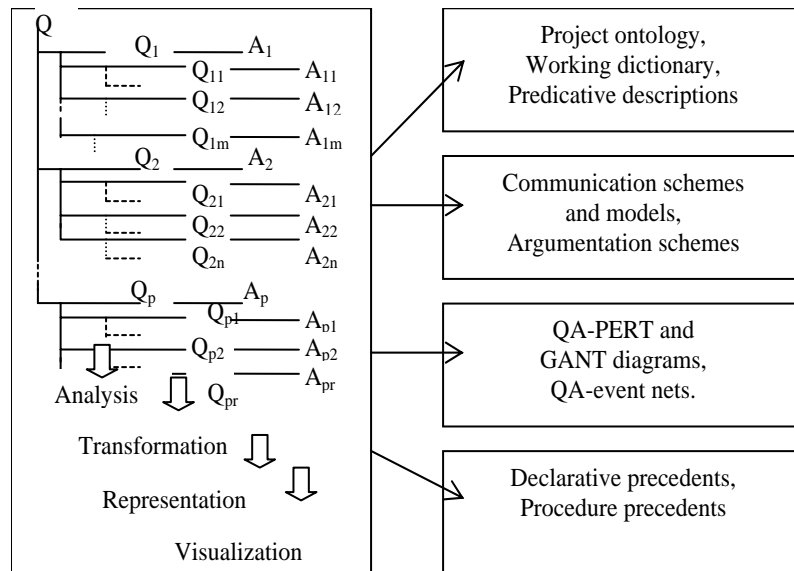 Q
Q1 A1
Q11 A11
Q12 A12
Q1m A1m
Q2 A2
Q21 A21
Q22 A22
Q2n A2n
Qp Ap
Qp1 Ap1
Qp2 Ap2
Qpr Apr
Analysis
Transformation
Representation
Visualization
Project ontology,
Working dictionary,
Predicative descriptions
Communication schemes
and models,
Argumentation schemes
QA-PERT and
GANT diagrams,
QA-event nets.
Declarative precedents,
Procedure precedents